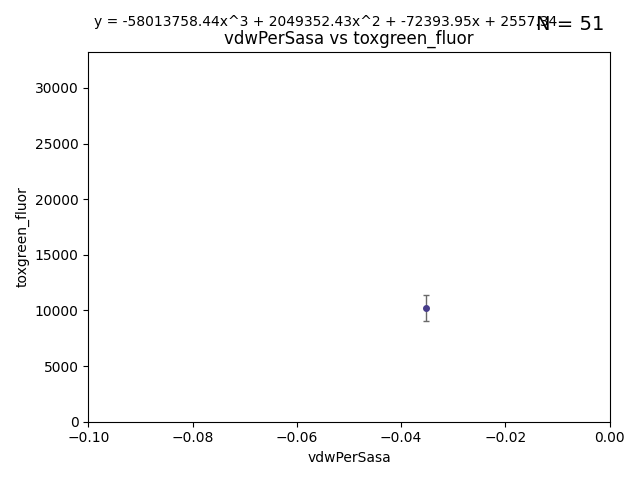 y = -58013758.44x^3 + 2049352.43x^2 + -72393.95x + 2557.34
N = 51
vdwPerSasa vs toxgreen_fluor
30000
25000
20000
15000
10000
5000
0
toxgreen_fluor
−0.10 −0.08 −0.06 −0.04 −0.02 0.00
vdwPerSasa